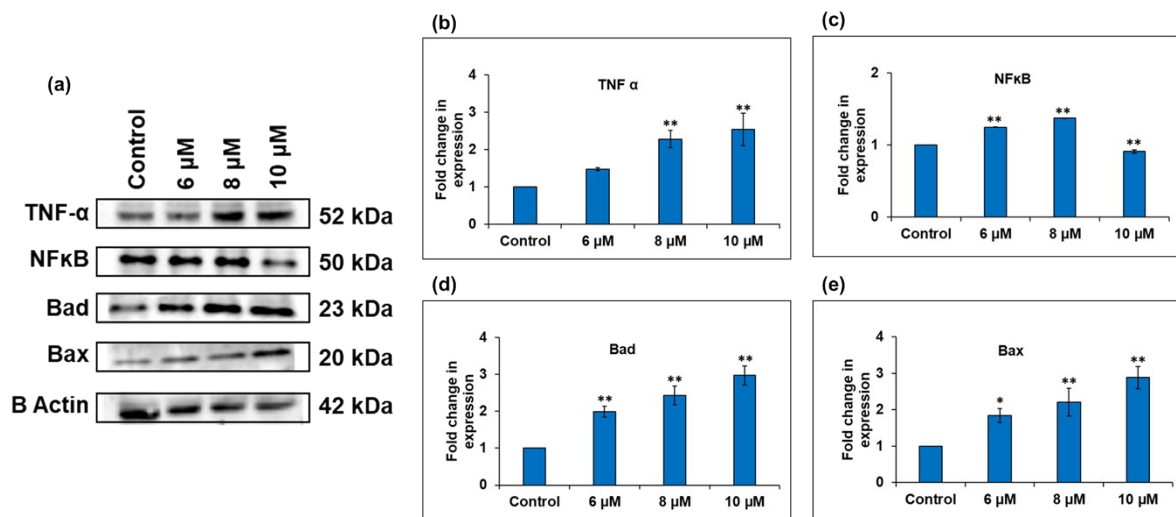 (a)
Control
6 µM
8 µM
10 µM
TNF-α 52 kDa
NFκB 50 kDa
Bad 23 kDa
Bax 20 kDa
B Actin 42 kDa
(b)
TNF α
Fold change in
expression
4
3
2
1
0
**
**
Control 6 µM 8 µM 10 µM
(c)
NFκB
Fold change in
expression
2
1
0
**
**
**
Control 6 µM 8 µM 10 µM
(d)
Bad
Fold change in
expression
4
3
2
1
0
**
**
**
Control 6 µM 8 µM 10 µM
(e)
Bax
Fold change in
expression
4
3
2
1
0
*
**
**
Control 6 µM 8 µM 10 µM